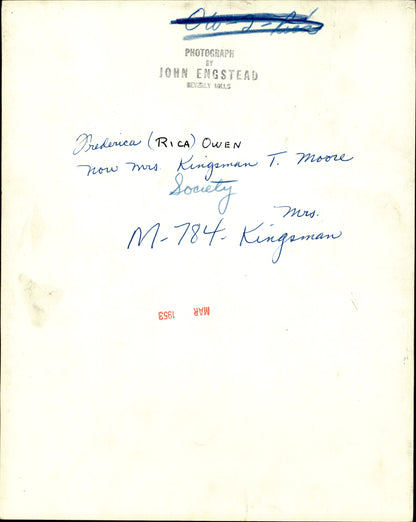 PHOTOGRAPH
BY
JOHN ENGSTEAD
BEVERLY HILLS
Frederica (RICA) OWEN
now Mrs. Kingsman T. Moore
Society
Mrs.
M-784- Kingsman
MAR 1953